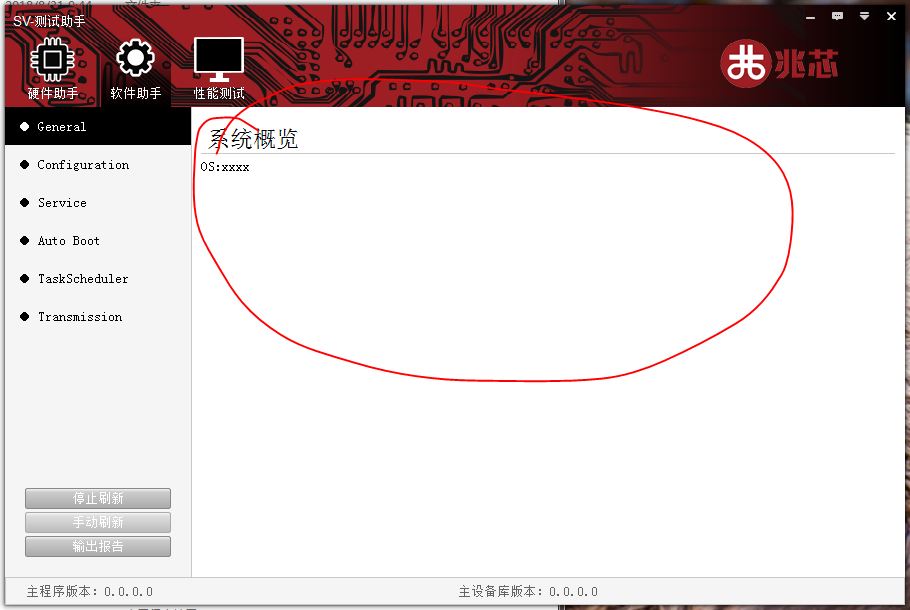 SV-测试助手
硬件助手 软件助手 性能测试
兆芯
General
Configuration
Service
Auto Boot
TaskScheduler
Transmission
系统概览
OS:xxxx
停止刷新
手动刷新
输出报告
主程序版本: 0.0.0.0 主设备库版本: 0.0.0.0